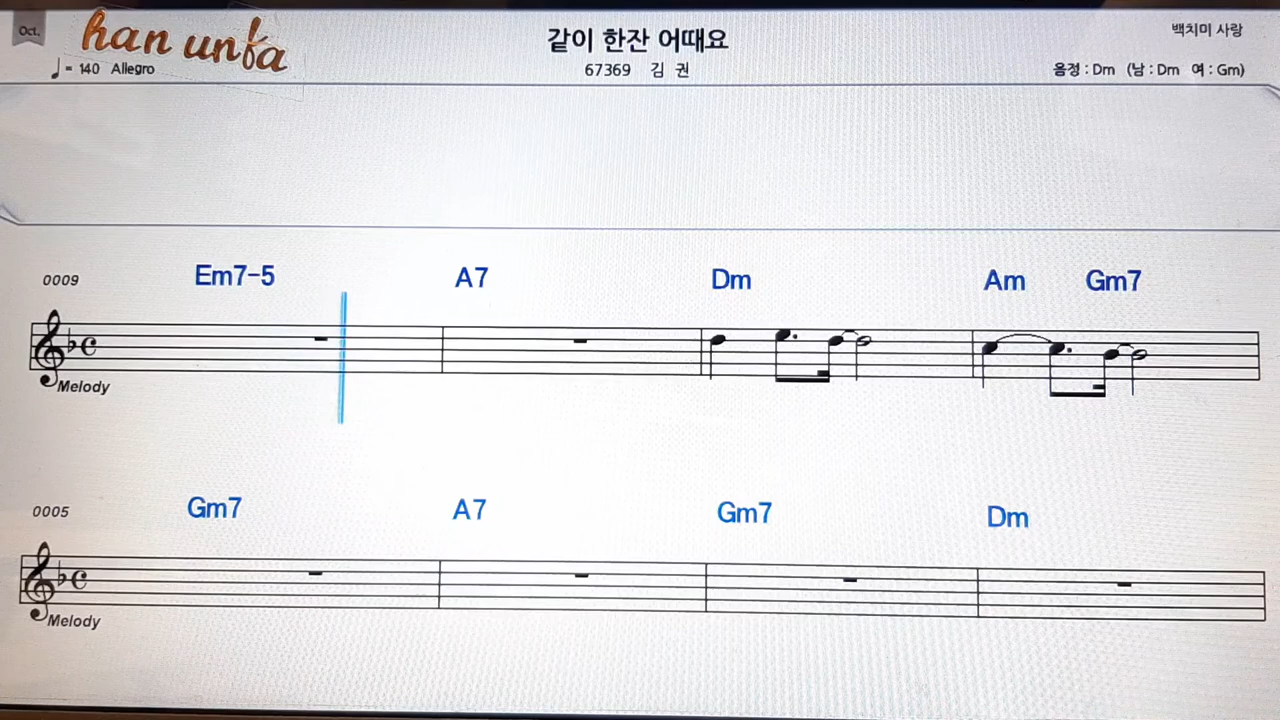 Oct.
han unfa
같이 한잔 어때요
백치미 사랑
♩= 140 Allegro
67369 김 권
음정 : Dm (남 : Dm 여 : Gm)
0009
Em7-5 A7 Dm Am Gm7
Melody
0005
Gm7 A7 Gm7 Dm
Melody